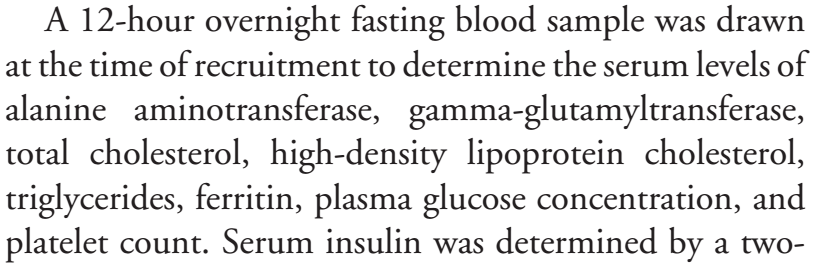 A 12-hour overnight fasting blood sample was drawn
at the time of recruitment to determine the serum levels of
alanine aminotransferase, gamma-glutamyltransferase,
total cholesterol, high-density lipoprotein cholesterol,
triglycerides, ferritin, plasma glucose concentration, and
platelet count. Serum insulin was determined by a two-